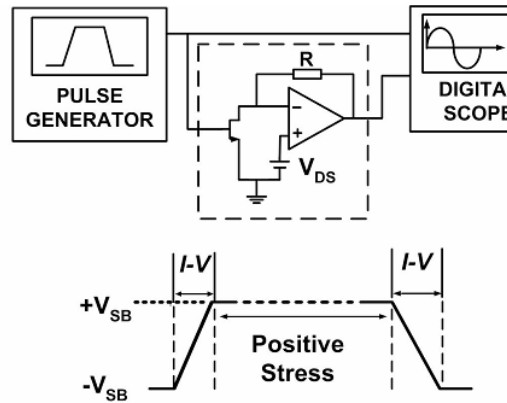 PULSE
GENERATOR
R
−
+
V_DS
DIGITA
SCOPE
I-V
I-V
+V_SB
Positive
Stress
-V_SB